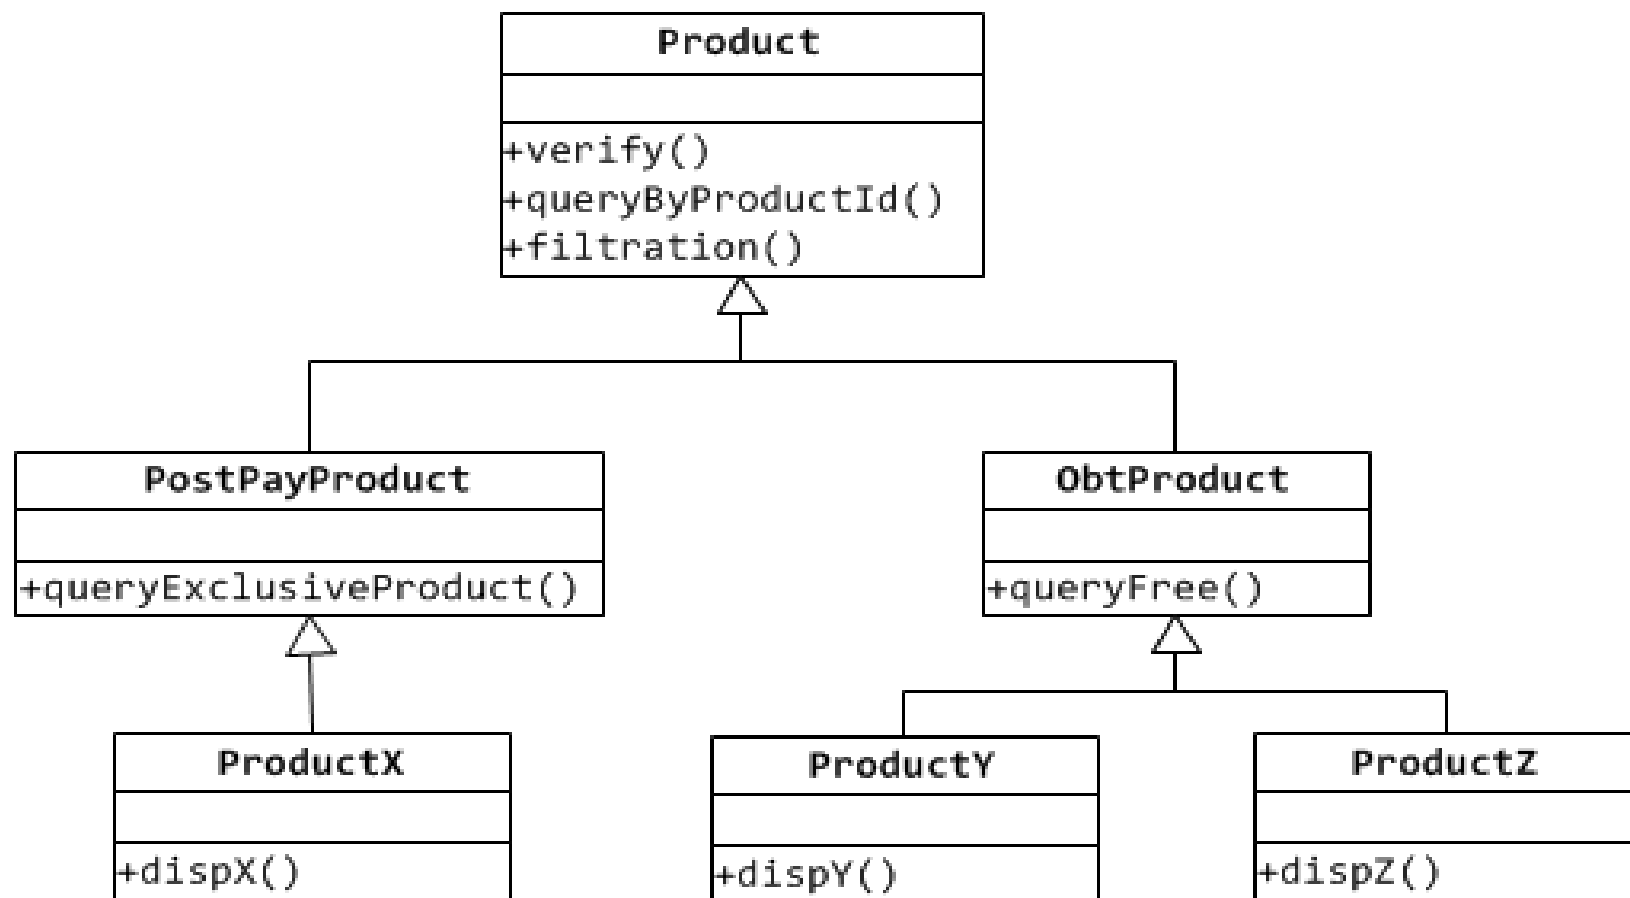 Product
+verify()
+queryByProductId()
+filtration()
PostPayProduct
+queryExclusiveProduct()
ObtProduct
+queryFree()
ProductX
+dispX()
ProductY
+dispY()
ProductZ
+dispZ()